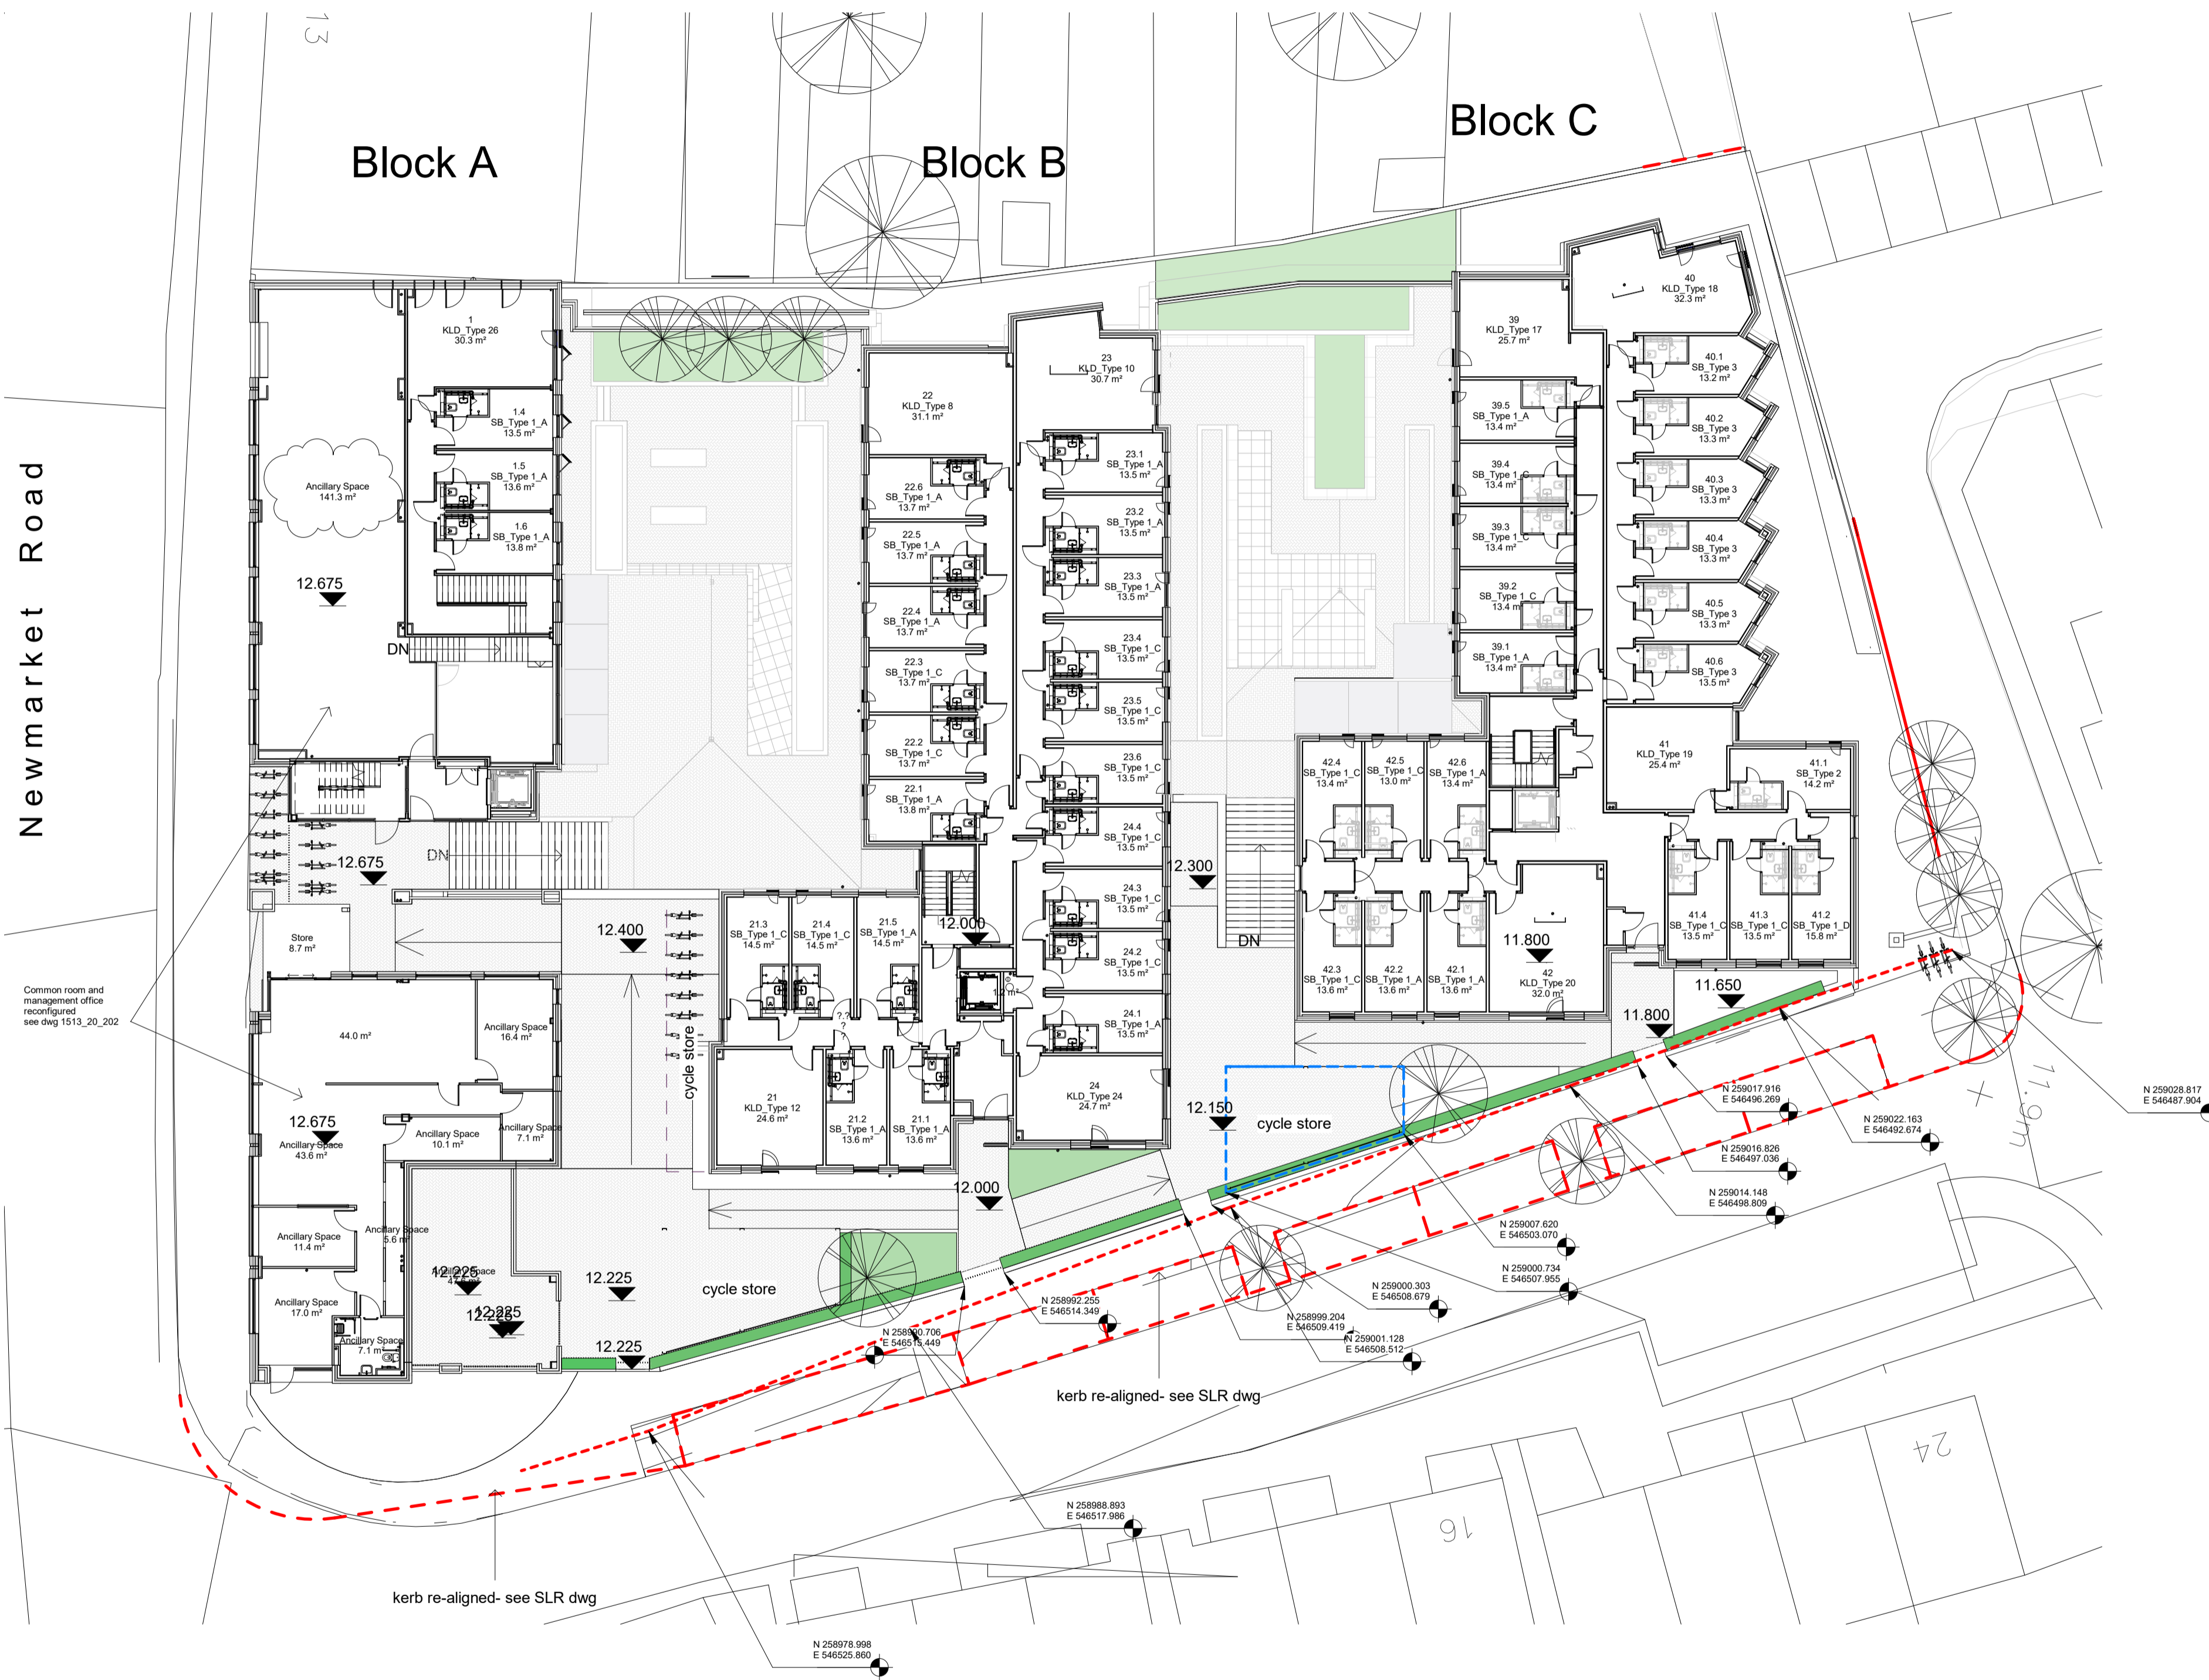 13
Block A
Block B
Block C
Newmarket Road
1
KLD_Type 26
30.3 m²
1.4
SB_Type 1_A
13.5 m²
1.5
SB_Type 1_A
13.6 m²
1.6
SB_Type 1_A
13.8 m²
Ancillary Space
141.3 m²
12.675
DN
12.675
DN
Store
8.7 m²
Common room and
management office
reconfigured
see dwg 1513_20_202
44.0 m²
Ancillary Space
16.4 m²
12.675
Ancillary Space
43.6 m²
Ancillary Space
10.1 m²
Ancillary Space
7.1 m²
Ancillary Space
5.6 m²
Ancillary Space
11.4 m²
Ancillary Space
17.0 m²
Ancillary Space
7.1 m²
Ancillary Space
12.225
12.225
12.225
12.225
12.225
12.400
cycle store
cycle store
22
KLD_Type 8
31.1 m²
22.6
SB_Type 1_A
13.7 m²
22.5
SB_Type 1_A
13.7 m²
22.4
SB_Type 1_A
13.7 m²
22.3
SB_Type 1_C
13.7 m²
22.2
SB_Type 1_C
13.7 m²
22.1
SB_Type 1_A
13.8 m²
23
KLD_Type 10
30.7 m²
23.1
SB_Type 1_A
13.5 m²
23.2
SB_Type 1_A
13.5 m²
23.3
SB_Type 1_A
13.5 m²
23.4
SB_Type 1_C
13.5 m²
23.5
SB_Type 1_C
13.5 m²
23.6
SB_Type 1_C
13.5 m²
24.4
SB_Type 1_C
13.5 m²
24.3
SB_Type 1_C
13.5 m²
24.2
SB_Type 1_C
13.5 m²
24.1
SB_Type 1_A
13.5 m²
24
KLD_Type 24
24.7 m²
12.000
21.3
SB_Type 1_C
14.5 m²
21.4
SB_Type 1_C
14.5 m²
21.5
SB_Type 1_A
14.5 m²
?.?
?
21
KLD_Type 12
24.6 m²
21.2
SB_Type 1_A
13.6 m²
21.1
SB_Type 1_A
13.6 m²
12.000
12.300
DN
12.150
cycle store
39
KLD_Type 17
25.7 m²
39.5
SB_Type 1_A
13.4 m²
39.4
SB_Type 1_C
13.4 m²
39.3
SB_Type 1_C
13.4 m²
39.2
SB_Type 1_C
13.4 m²
39.1
SB_Type 1_A
13.4 m²
40
KLD_Type 18
32.3 m²
40.1
SB_Type 3
13.2 m²
40.2
SB_Type 3
13.3 m²
40.3
SB_Type 3
13.3 m²
40.4
SB_Type 3
13.3 m²
40.5
SB_Type 3
13.3 m²
40.6
SB_Type 3
13.5 m²
41
KLD_Type 19
25.4 m²
41.1
SB_Type 2
14.2 m²
41.4
SB_Type 1_C
13.5 m²
41.3
SB_Type 1_C
13.5 m²
41.2
SB_Type 1_D
15.8 m²
42.4
SB_Type 1_C
13.4 m²
42.5
SB_Type 1_C
13.0 m²
42.6
SB_Type 1_A
13.4 m²
42.3
SB_Type 1_C
13.6 m²
42.2
SB_Type 1_A
13.6 m²
42.1
SB_Type 1_A
13.6 m²
11.800
42
KLD_Type 20
32.0 m²
11.650
11.800
11.9m
N 259028.817
E 546487.904
N 259017.916
E 546496.269
N 259022.163
E 546492.674
N 259016.826
E 546497.036
N 259014.148
E 546498.809
N 259007.620
E 546503.070
N 259000.734
E 546507.955
N 259000.303
E 546508.679
N 258999.204
E 546509.419
N 259001.128
E 546508.512
N 258992.255
E 546514.349
N 258990.706
E 546515.449
kerb re-aligned- see SLR dwg
N 258988.893
E 546517.986
kerb re-aligned- see SLR dwg
N 258978.998
E 546525.860
16
24